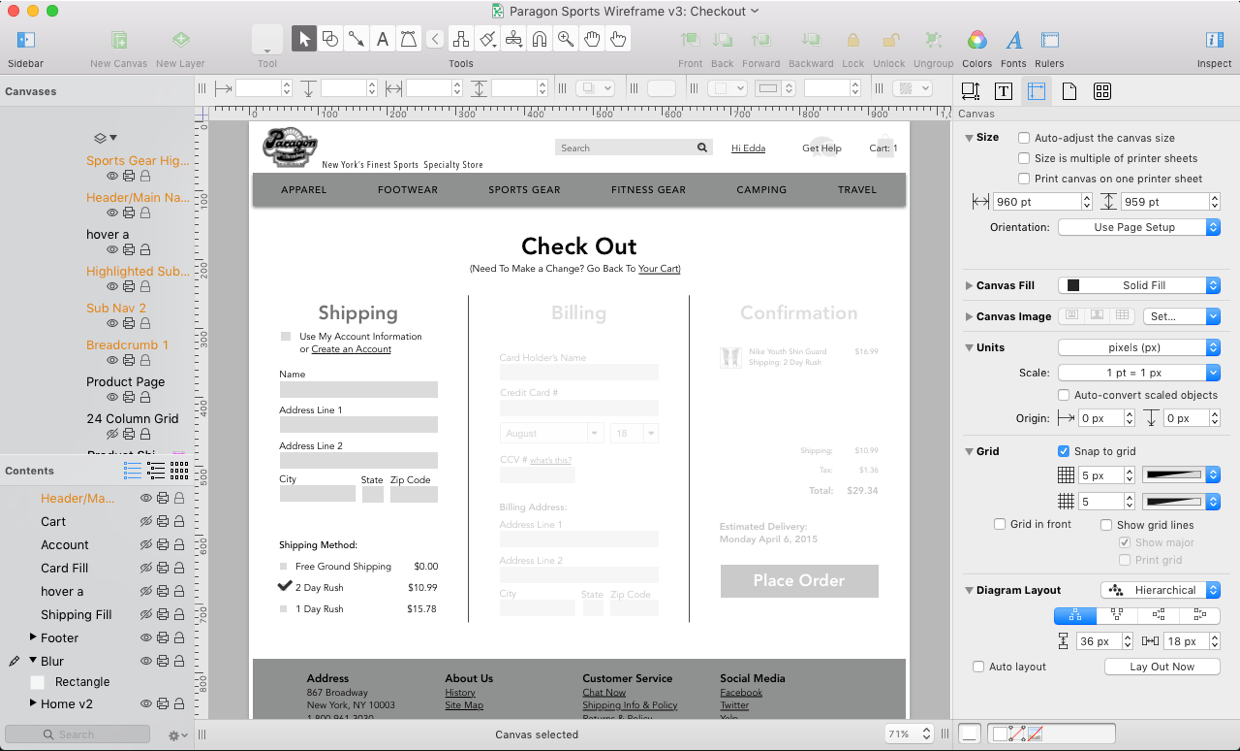 Paragon Sports Wireframe v3: Checkout
Sidebar
New Canvas
New Layer
Tool
Tools
Front
Back
Forward
Backward
Lock
Unlock
Ungroup
Colors
Fonts
Rulers
Inspect
Canvases
Sports Gear Hig...
Header/Main Na...
hover a
Highlighted Sub...
Sub Nav 2
Breadcrumb 1
Product Page
24 Column Grid
Contents
Header/Ma...
Cart
Account
Card Fill
hover a
Shipping Fill
Footer
Blur
Rectangle
Home v2
Search
0 100 200 300 400 500 600 700 800 900 1,0
0 100 200 300 400 500 600 700 800
Paragon
New York's Finest Sports Specialty Store
Search
Hi Edda
Get Help
Cart: 1
APPAREL FOOTWEAR SPORTS GEAR FITNESS GEAR CAMPING TRAVEL
Check Out
(Need To Make a Change? Go Back To Your Cart)
Shipping
Use My Account Information
or Create an Account
Name
Address Line 1
Address Line 2
City State Zip Code
Shipping Method:
Free Ground Shipping $0.00
2 Day Rush $10.99
1 Day Rush $15.78
Billing
Card Holder's Name
Credit Card #
August 18
CCV # what's this?
Billing Address:
Address Line 1
Address Line 2
City State Zip Code
Confirmation
Nike Youth Shin Guard $16.99
Shipping: 2 Day Rush
Shipping: $10.99
Tax: $1.36
Total: $29.34
Estimated Delivery:
Monday April 6, 2015
Place Order
Address
867 Broadway
New York, NY 10003
1 800 961 3030
About Us
History
Site Map
Customer Service
Chat Now
Shipping Info & Policy
Returns & Policy
Social Media
Facebook
Twitter
Yelp
Canvas selected
71%
Canvas
Size
Auto-adjust the canvas size
Size is multiple of printer sheets
Print canvas on one printer sheet
960 pt 959 pt
Orientation: Use Page Setup
Canvas Fill Solid Fill
Canvas Image Set...
Units pixels (px)
Scale: 1 pt = 1 px
Auto-convert scaled objects
Origin: 0 px 0 px
Grid Snap to grid
5 px
5
Grid in front Show grid lines
Show major
Print grid
Diagram Layout Hierarchical
36 px 18 px
Auto layout Lay Out Now